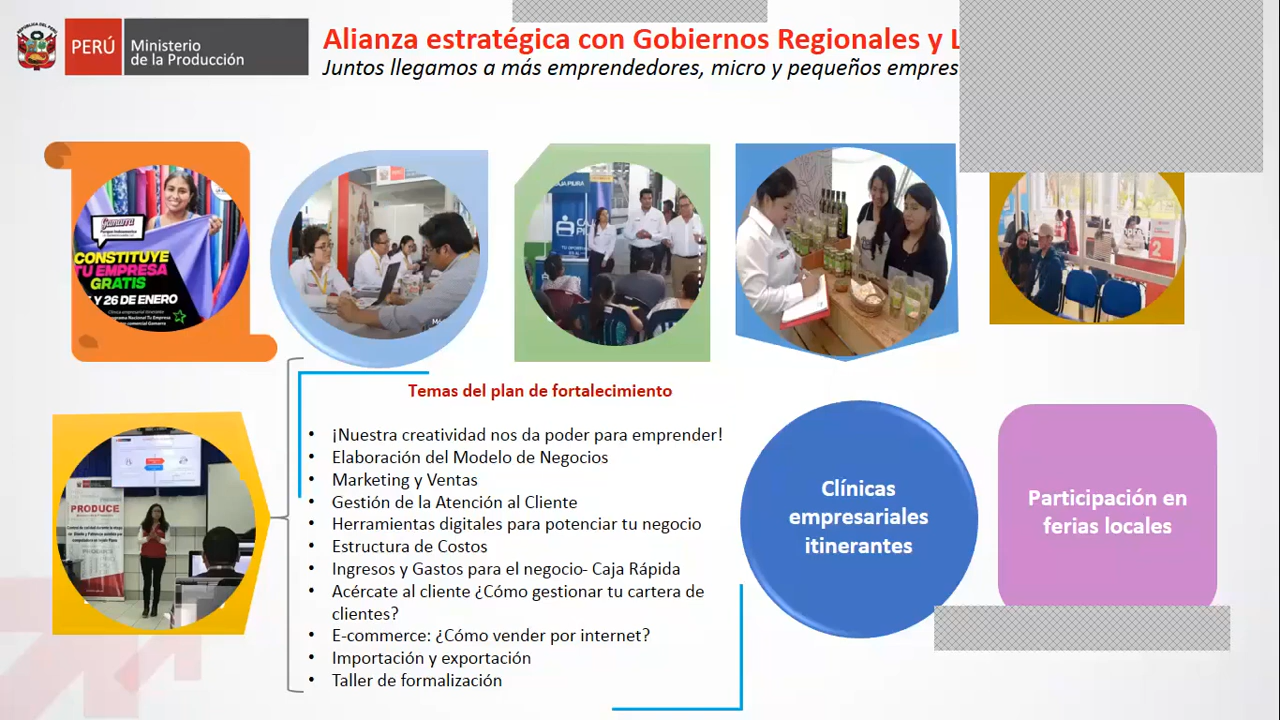 PERÚ
Ministerio
de la Producción
Alianza estratégica con Gobiernos Regionales y
Juntos llegamos a más emprendedores, micro y pequeños
Gamarra
CONSTITUYE
TU EMPRESA
GRATIS
Y 26 DE ENERO
2
PRODUCE
Temas del plan de fortalecimiento
• ¡Nuestra creatividad nos da poder para emprender!
• Elaboración del Modelo de Negocios
• Marketing y Ventas
• Gestión de la Atención al Cliente
• Herramientas digitales para potenciar tu negocio
• Estructura de Costos
• Ingresos y Gastos para el negocio- Caja Rápida
• Acércate al cliente ¿Cómo gestionar tu cartera de
clientes?
• E-commerce: ¿Cómo vender por internet?
• Importación y exportación
• Taller de formalización
Clínicas
empresariales
itinerantes
Participación en
ferias locales